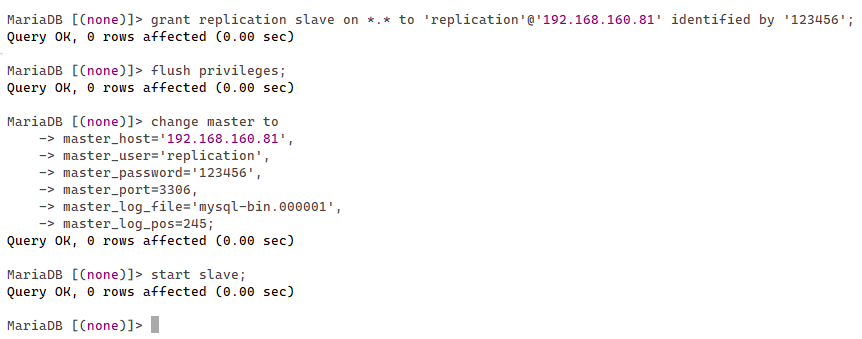 MariaDB [(none)]> grant replication slave on *.* to 'replication'@'192.168.160.81' identified by '123456';
Query OK, 0 rows affected (0.00 sec)
MariaDB [(none)]> flush privileges;
Query OK, 0 rows affected (0.00 sec)
MariaDB [(none)]> change master to
    -> master_host='192.168.160.81',
    -> master_user='replication',
    -> master_password='123456',
    -> master_port=3306,
    -> master_log_file='mysql-bin.000001',
    -> master_log_pos=245;
Query OK, 0 rows affected (0.00 sec)
MariaDB [(none)]> start slave;
Query OK, 0 rows affected (0.00 sec)
MariaDB [(none)]>